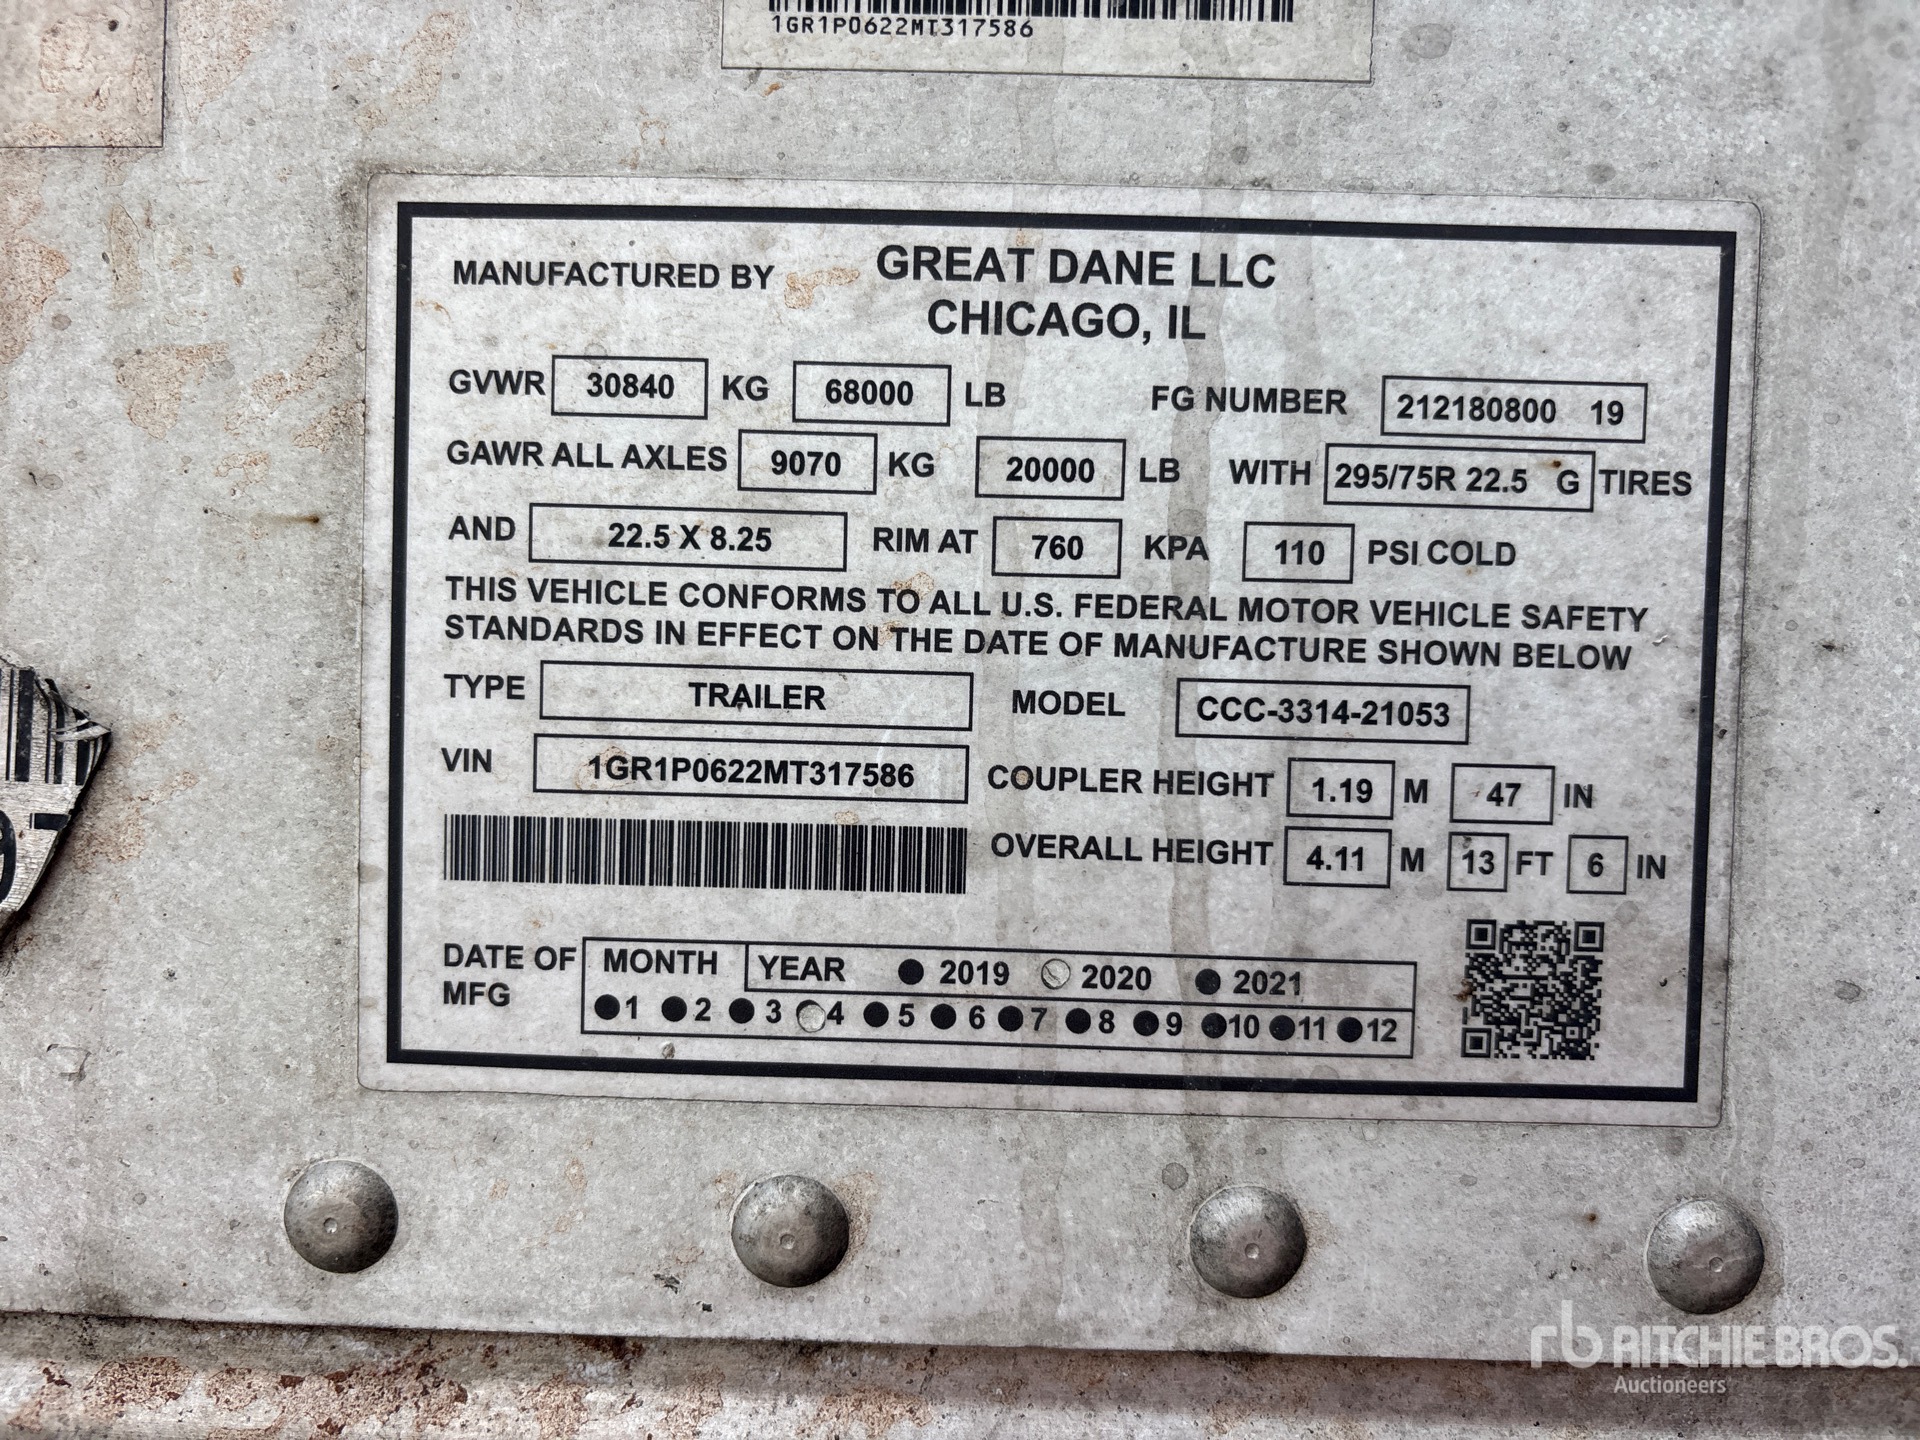 1GR1P0622MT317586
MANUFACTURED BY GREAT DANE LLC
CHICAGO, IL
GVWR 30840 KG 68000 LB FG NUMBER 212180800 19
GAWR ALL AXLES 9070 KG 20000 LB WITH 295/75R 22.5 G TIRES
AND 22.5 X 8.25 RIM AT 760 KPA 110 PSI COLD
THIS VEHICLE CONFORMS TO ALL U.S. FEDERAL MOTOR VEHICLE SAFETY
STANDARDS IN EFFECT ON THE DATE OF MANUFACTURE SHOWN BELOW
TYPE TRAILER MODEL CCC-3314-21053
VIN 1GR1P0622MT317586 COUPLER HEIGHT 1.19 M 47 IN
OVERALL HEIGHT 4.11 M 13 FT 6 IN
DATE OF MFG MONTH YEAR 2019 2020 2021
1 2 3 4 5 6 7 8 9 10 11 12
rb RITCHIE BROS.
Auctioneers